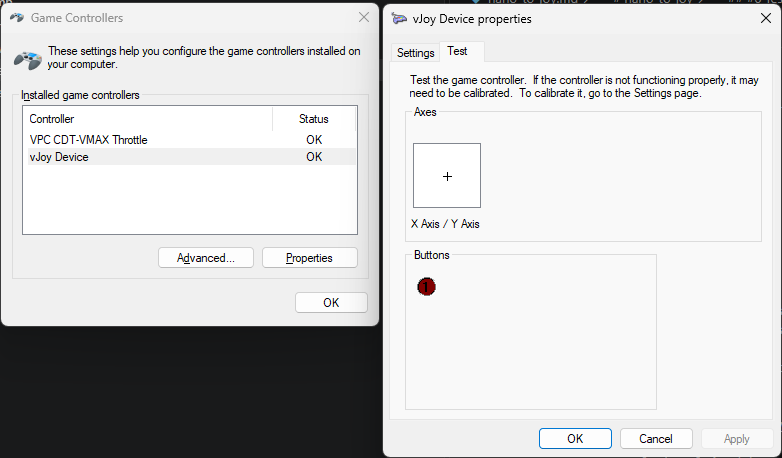 Game Controllers
These settings help you configure the game controllers installed on
your computer.
Installed game controllers
Controller Status
VPC CDT-VMAX Throttle OK
vJoy Device OK
Advanced... Properties
OK
vJoy Device properties
Settings Test
Test the game controller. If the controller is not functioning properly, it may
need to be calibrated. To calibrate it, go to the Settings page.
Axes
X Axis / Y Axis
Buttons
1
OK Cancel Apply